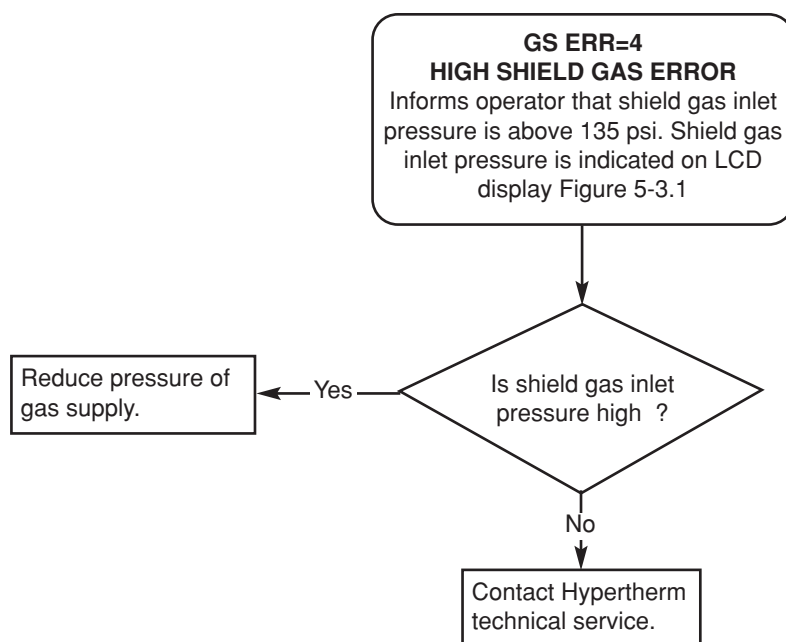 GS ERR=4
HIGH SHIELD GAS ERROR
Informs operator that shield gas inlet
pressure is above 135 psi. Shield gas
inlet pressure is indicated on LCD
display Figure 5-3.1
Is shield gas inlet
pressure high ?
Yes
Reduce pressure of
gas supply.
No
Contact Hypertherm
technical service.